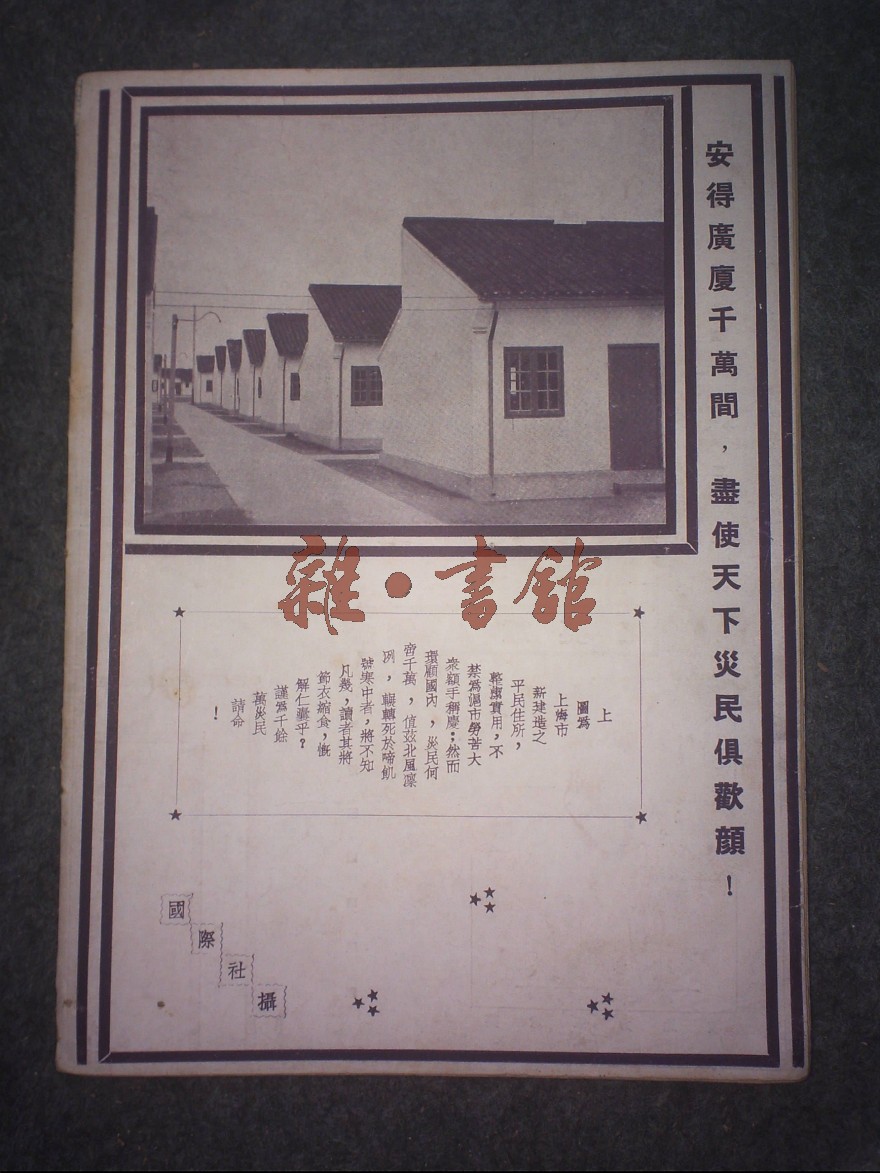 安得廣厦千萬間，盡使天下災民俱歡顔！
雜·書館
上
圖爲
上海市
新建造之
平民住所，
整潔實用，不
禁爲滬市勞苦大
衆額手稱慶；然而
環顧國內，災民何
啻千萬，值茲北風凛
冽，輾轉死於啼飢
號寒中者，將不知
凡幾，讀者其將
節衣縮食，慨
解仁囊乎？
謹爲千餘
萬災民
請命
！
國際社攝